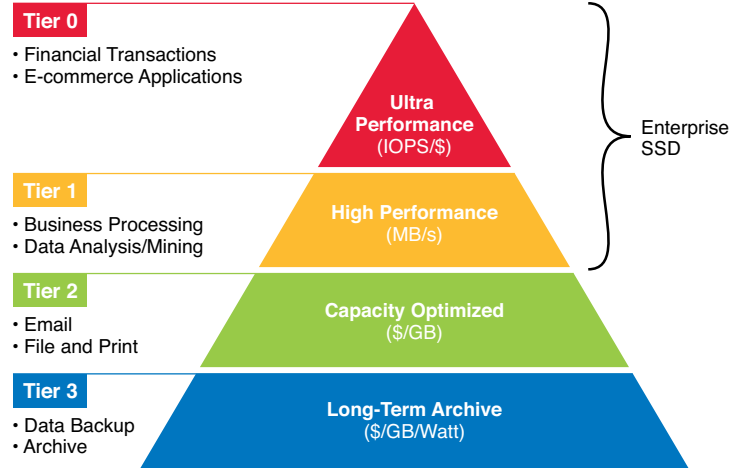 Tier 0
• Financial Transactions
• E-commerce Applications
Ultra
Performance
(IOPS/$)
Enterprise
SSD
Tier 1
• Business Processing
• Data Analysis/Mining
High Performance
(MB/s)
Tier 2
• Email
• File and Print
Capacity Optimized
($/GB)
Tier 3
• Data Backup
• Archive
Long-Term Archive
($/GB/Watt)